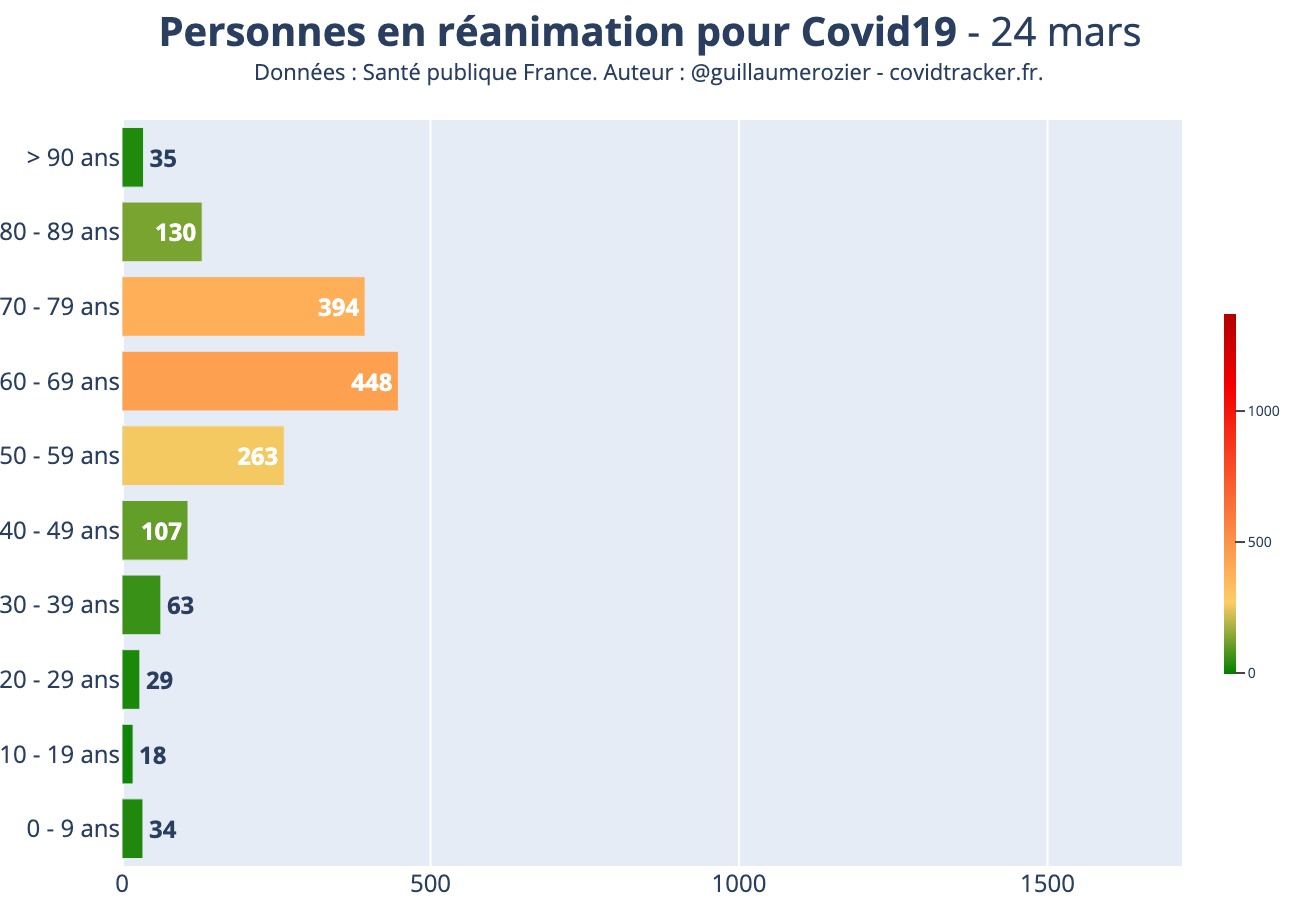 Personnes en réanimation pour Covid19 - 24 mars
Données : Santé publique France. Auteur : @guillaumerozier - covidtracker.fr.
> 90 ans 35
80 - 89 ans 130
70 - 79 ans 394
60 - 69 ans 448
50 - 59 ans 263
40 - 49 ans 107
30 - 39 ans 63
20 - 29 ans 29
10 - 19 ans 18
0 - 9 ans 34
0 500 1000 1500
1000
500
0